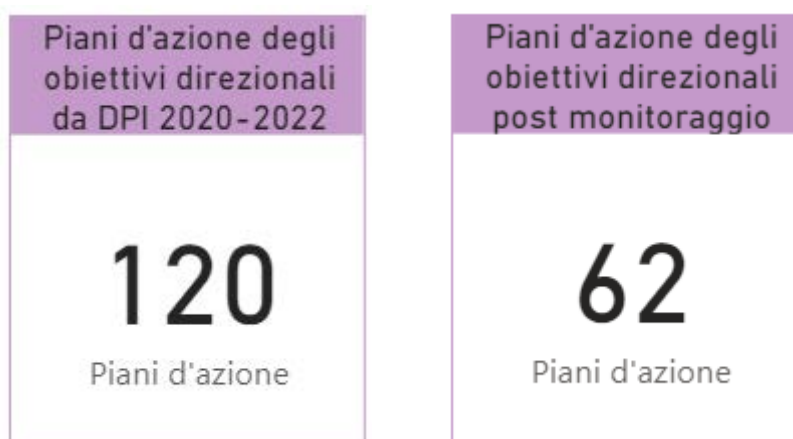 Piani d'azione degli
obiettivi direzionali
da DPI 2020-2022
120
Piani d'azione
Piani d'azione degli
obiettivi direzionali
post monitoraggio
62
Piani d'azione